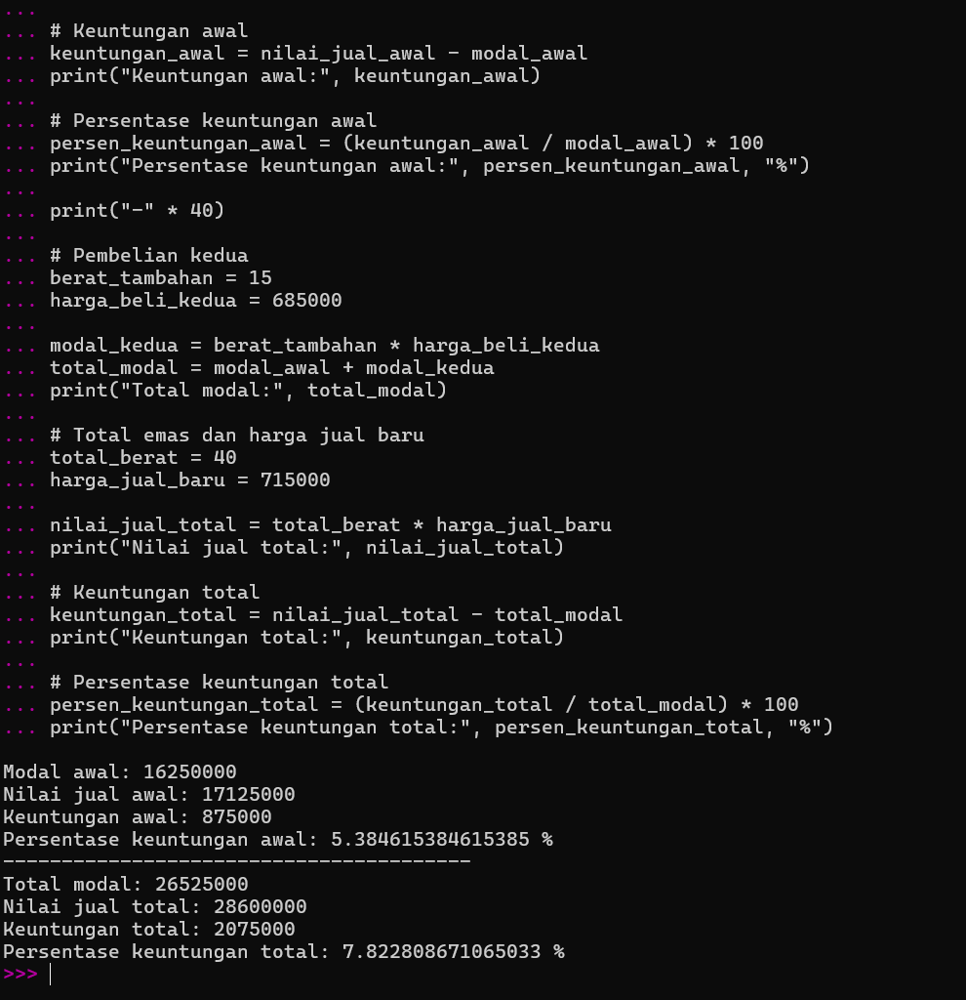 ...
... # Keuntungan awal
... keuntungan_awal = nilai_jual_awal - modal_awal
... print("Keuntungan awal:", keuntungan_awal)
...
... # Persentase keuntungan awal
... persen_keuntungan_awal = (keuntungan_awal / modal_awal) * 100
... print("Persentase keuntungan awal:", persen_keuntungan_awal, "%")
...
... print("-" * 40)
...
... # Pembelian kedua
... berat_tambahan = 15
... harga_beli_kedua = 685000
...
... modal_kedua = berat_tambahan * harga_beli_kedua
... total_modal = modal_awal + modal_kedua
... print("Total modal:", total_modal)
...
... # Total emas dan harga jual baru
... total_berat = 40
... harga_jual_baru = 715000
...
... nilai_jual_total = total_berat * harga_jual_baru
... print("Nilai jual total:", nilai_jual_total)
...
... # Keuntungan total
... keuntungan_total = nilai_jual_total - total_modal
... print("Keuntungan total:", keuntungan_total)
...
... # Persentase keuntungan total
... persen_keuntungan_total = (keuntungan_total / total_modal) * 100
... print("Persentase keuntungan total:", persen_keuntungan_total, "%")

Modal awal: 16250000
Nilai jual awal: 17125000
Keuntungan awal: 875000
Persentase keuntungan awal: 5.384615384615385 %
----------------------------------------
Total modal: 26525000
Nilai jual total: 28600000
Keuntungan total: 2075000
Persentase keuntungan total: 7.822808671065033 %
>>>